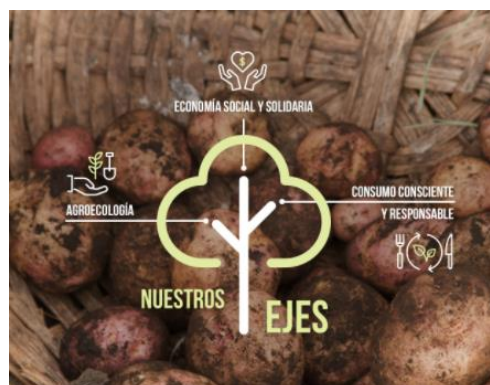 ECONOMÍA SOCIAL Y SOLIDARIA
AGROECOLOGÍA
CONSUMO CONSCIENTE
Y RESPONSABLE
NUESTROS
EJES